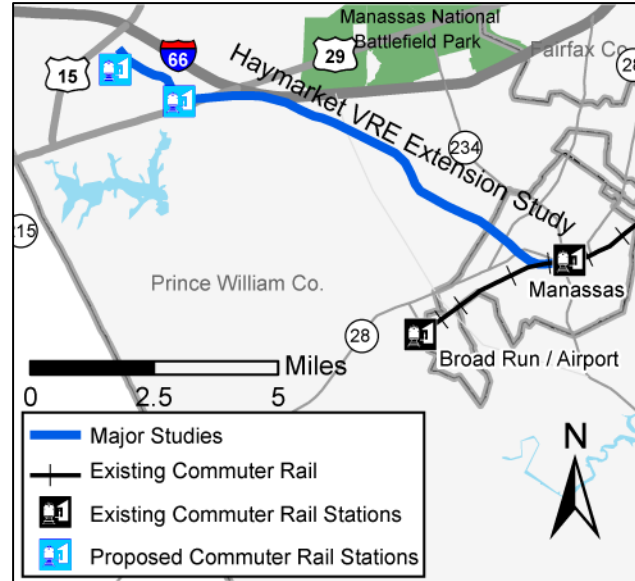 Manassas National
Battlefield Park
Fairfax Co.
15
66
29
28
Haymarket VRE Extension Study
234
215
Prince William Co.
Manassas
28
Broad Run / Airport
Miles
0 2.5 5
N
Major Studies
Existing Commuter Rail
Existing Commuter Rail Stations
Proposed Commuter Rail Stations